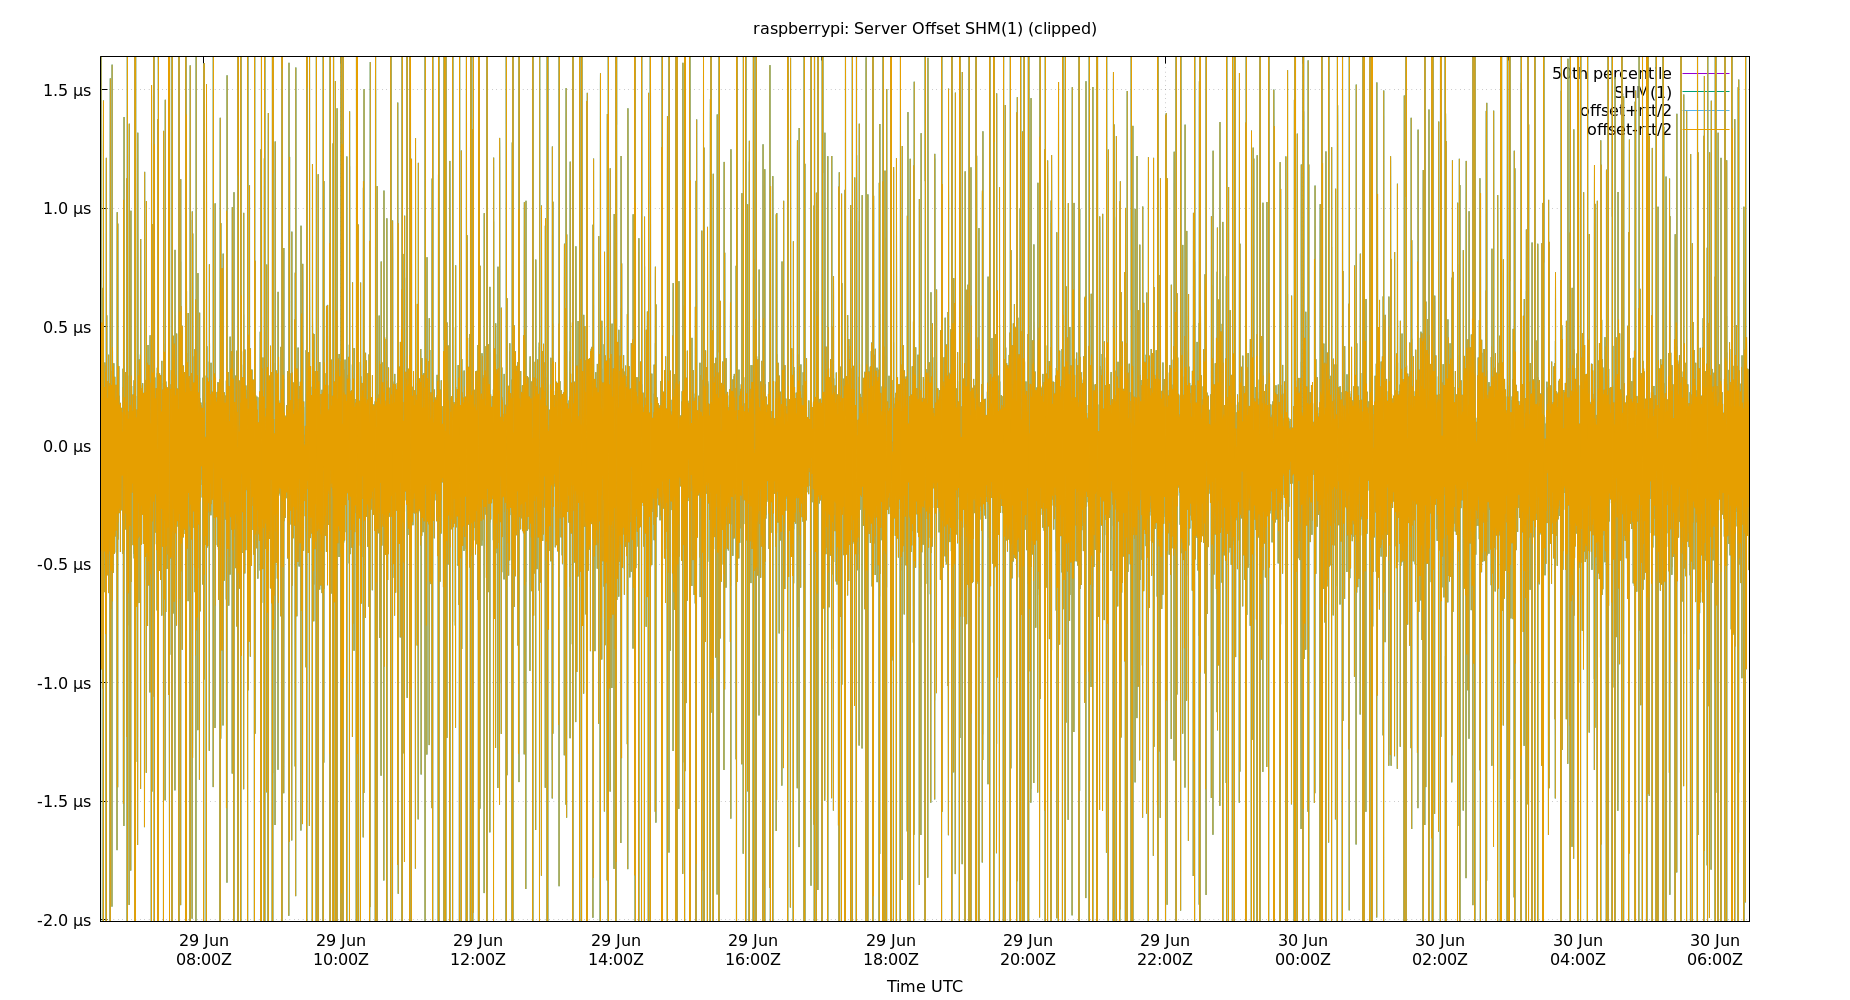 raspberrypi: Server Offset SHM(1) (clipped)
50th percentile
SHM(1)
offset+rtt/2
offset-rtt/2
1.5 µs
1.0 µs
0.5 µs
0.0 µs
-0.5 µs
-1.0 µs
-1.5 µs
-2.0 µs
29 Jun 29 Jun 29 Jun 29 Jun 29 Jun 29 Jun 29 Jun 29 Jun 30 Jun 30 Jun 30 Jun 30 Jun
08:00Z 10:00Z 12:00Z 14:00Z 16:00Z 18:00Z 20:00Z 22:00Z 00:00Z 02:00Z 04:00Z 06:00Z
Time UTC